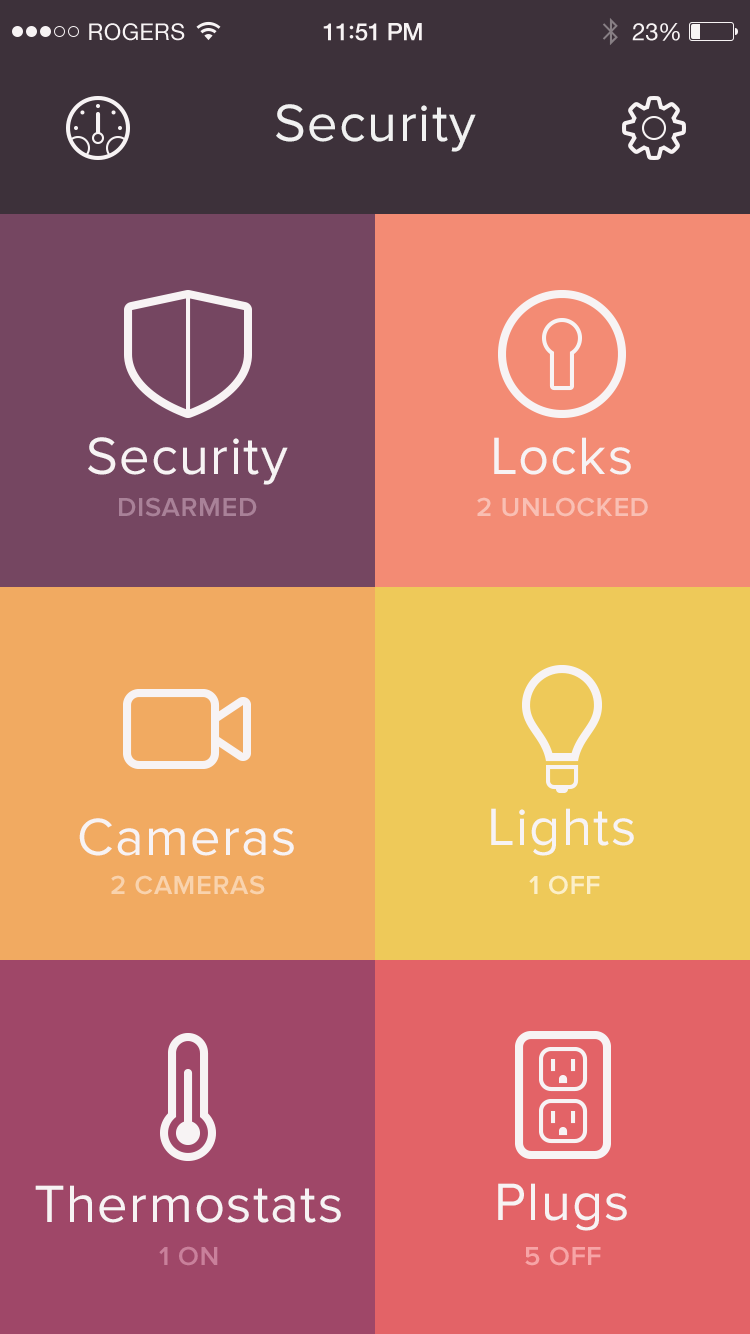 ROGERS 11:51 PM 23%
Security
Security
DISARMED
Locks
2 UNLOCKED
Cameras
2 CAMERAS
Lights
1 OFF
Thermostats
1 ON
Plugs
5 OFF